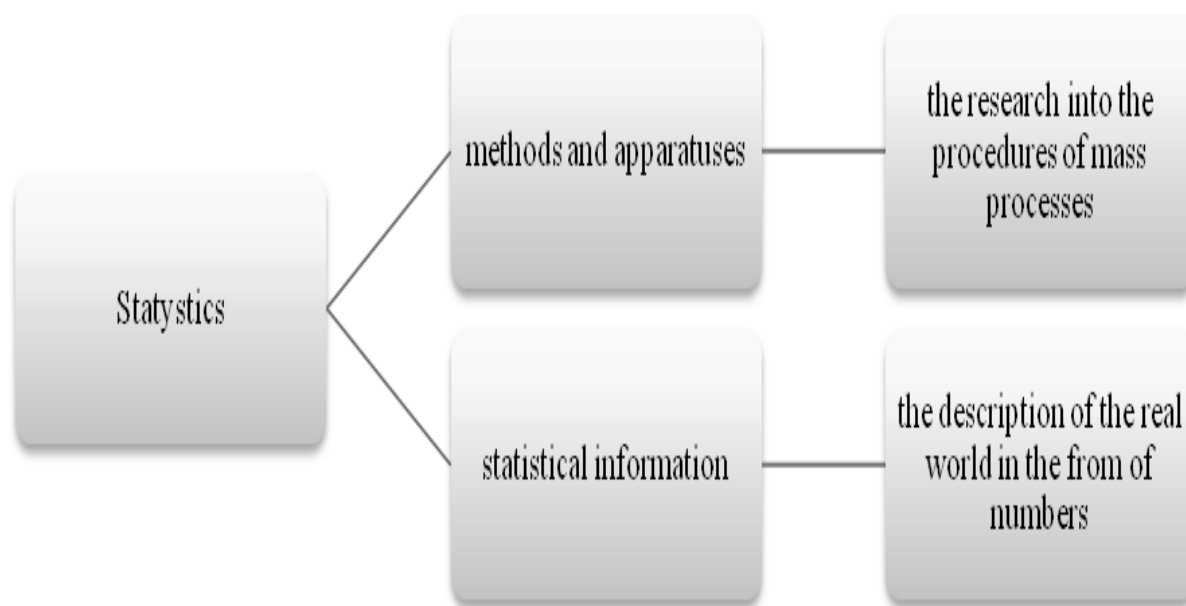 Statystics
methods and apparatuses
the research into the
procedures of mass
processes
statistical information
the description of the real
world in the from of
numbers